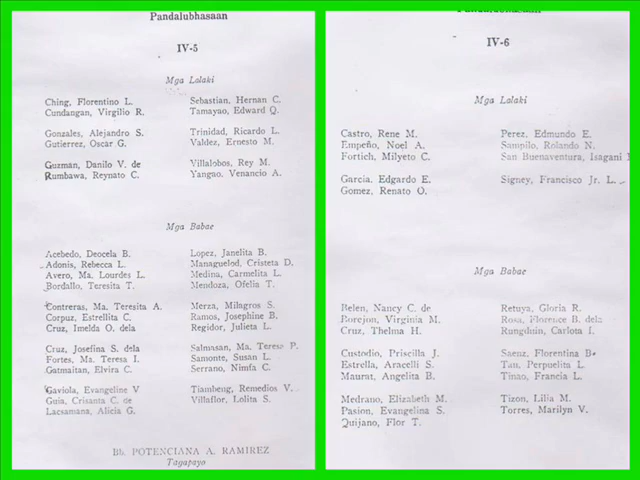 Pandalubhasaan
IV-5
Mga Lalaki
Ching, Florentino L.
Cundangan, Virgilio R.
Gonzales, Alejandro S.
Gutierrez, Oscar G.
Guzman, Danilo V. de
Rumbawa, Reynato C.
Sebastian, Hernan C.
Tamayao, Edward Q.
Trinidad, Ricardo L.
Valdez, Ernesto M.
Villalobos, Rey M.
Yangao, Venancio A.
Mga Babae
Acebedo, Deocela B.
Adonis, Rebecca L.
Avero, Ma. Lourdes L.
Bordallo, Teresita T.
Contreras, Ma. Teresita A.
Corpuz, Estrellita C.
Cruz, Imelda O. dela
Cruz, Josefina S. dela
Fortes, Ma. Teresa I.
Gatmaitan, Elvira C.
Gaviola, Evangeline V
Guia, Crisanta C. de
Lacsamana, Alicia G.
Lopez, Janelita B.
Managuelod, Cristeta D.
Medina, Carmelita L.
Mendoza, Ofelia T.
Merza, Milagros S.
Ramos, Josephine B.
Regidor, Julieta L.
Salmasan, Ma. Terese P.
Samonte, Susan L.
Serrano, Nimfa C.
Tiambeng, Remedios V.
Villaflor, Lolita S.
Bb. POTENCIANA A. RAMIREZ
Tagapayo
IV-6
Mga Lalaki
Castro, Rene M.
Empeño, Noel A.
Fortich, Milyeto C.
Garcia, Edgardo E.
Gomez, Renato O.
Perez, Edmundo E.
Sampilo, Rolando N.
San Buenaventura, Isagani
Signey, Francisco Jr. L.
Mga Babae
Belen, Nancy C. de
Borejon, Virginia M.
Cruz, Thelma H.
Custodio, Priscilla J.
Estrella, Aracelli S.
Maurat, Angelita B.
Medrano, Elizabeth M.
Pasion, Evangelina S.
Quijano, Flor T.
Retuya, Gloria R.
Rosa, Florence B. dela
Rungduin, Carlota I.
Saenz, Florentina B.
Tau, Perpuelita L.
Tinao, Francia L.
Tizon, Lilia M.
Torres, Marilyn V.